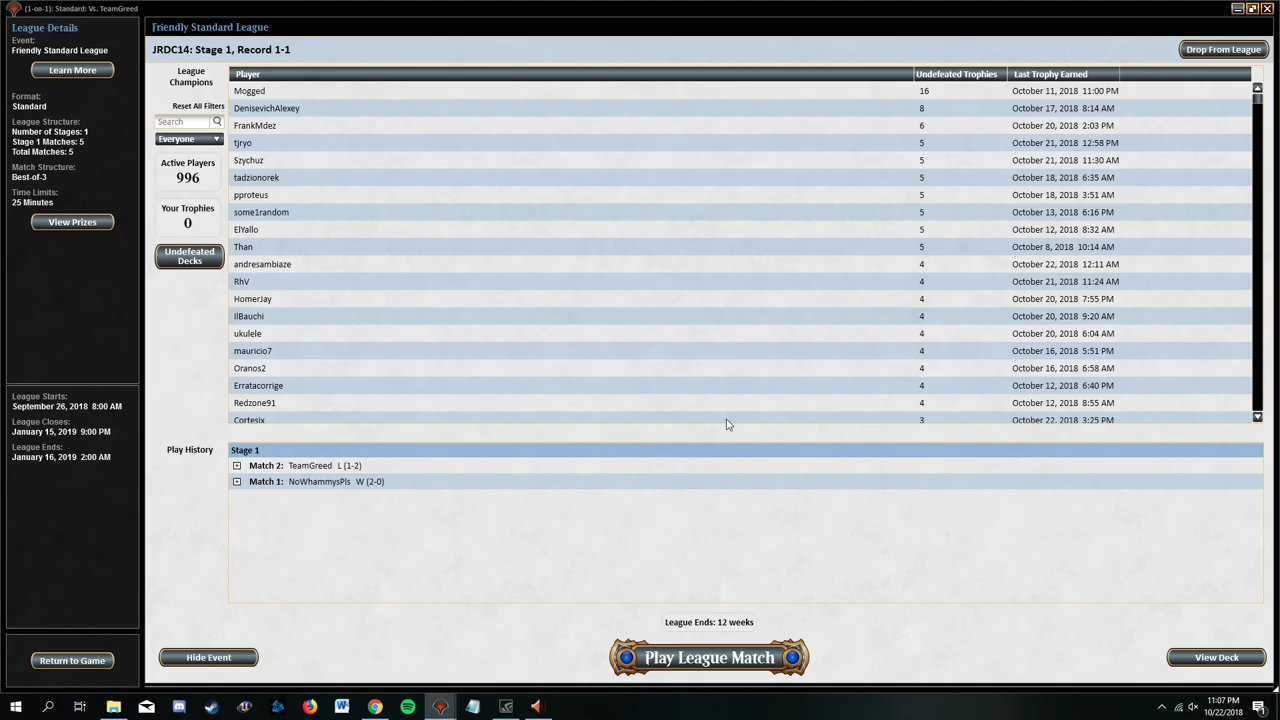 (1-on-1): Standard: Vs. TeamGreed
League Details
Event:
Friendly Standard League
Learn More
Format:
Standard
League Structure:
Number of Stages: 1
Stage 1 Matches: 5
Total Matches: 5
Match Structure:
Best-of-3
Time Limits:
25 Minutes
View Prizes
League Starts:
September 26, 2018 8:00 AM
League Closes:
January 15, 2019 9:00 PM
League Ends:
January 16, 2019 2:00 AM
Return to Game
Friendly Standard League
JRDC14: Stage 1, Record 1-1
Drop From League
League
Champions
Reset All Filters
Search
Everyone
Active Players
996
Your Trophies
0
Undefeated
Decks
Player Undefeated Trophies Last Trophy Earned
Mogged 16 October 11, 2018 11:00 PM
DenisevichAlexey 8 October 17, 2018 8:14 AM
FrankMdez 6 October 20, 2018 2:03 PM
tjryo 5 October 21, 2018 12:58 PM
Szychuz 5 October 21, 2018 11:30 AM
tadzionorek 5 October 18, 2018 6:35 AM
pproteus 5 October 18, 2018 3:51 AM
some1random 5 October 13, 2018 6:16 PM
ElYallo 5 October 12, 2018 8:32 AM
Than 5 October 8, 2018 10:14 AM
andresambiaze 4 October 22, 2018 12:11 AM
RhV 4 October 21, 2018 11:24 AM
HomerJay 4 October 20, 2018 7:55 PM
IlBauchi 4 October 20, 2018 9:20 AM
ukulele 4 October 20, 2018 6:04 AM
mauricio7 4 October 16, 2018 5:51 PM
Oranos2 4 October 16, 2018 6:58 AM
Erratacorrige 4 October 12, 2018 6:40 PM
Redzone91 4 October 12, 2018 8:55 AM
Cortesix 3 October 22, 2018 3:25 PM
Play History
Stage 1
Match 2: TeamGreed L (1-2)
Match 1: NoWhammysPls W (2-0)
League Ends: 12 weeks
Hide Event
Play League Match
View Deck
11:07 PM
10/22/2018